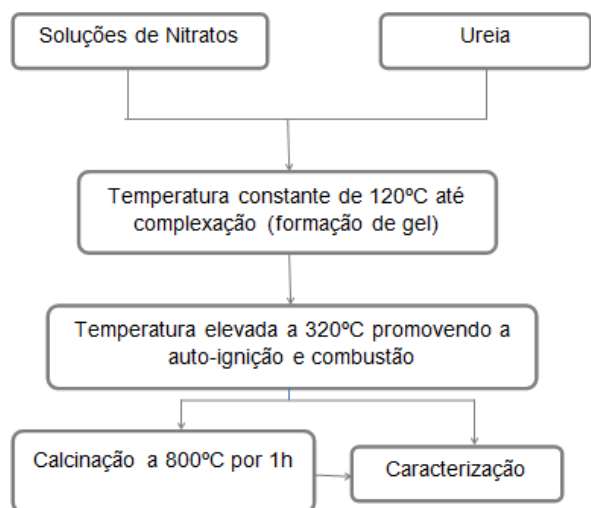 Soluções de Nitratos
Ureia
Temperatura constante de 120ºC até
complexação (formação de gel)
Temperatura elevada a 320ºC promovendo a
auto-ignição e combustão
Calcinação a 800ºC por 1h
Caracterização